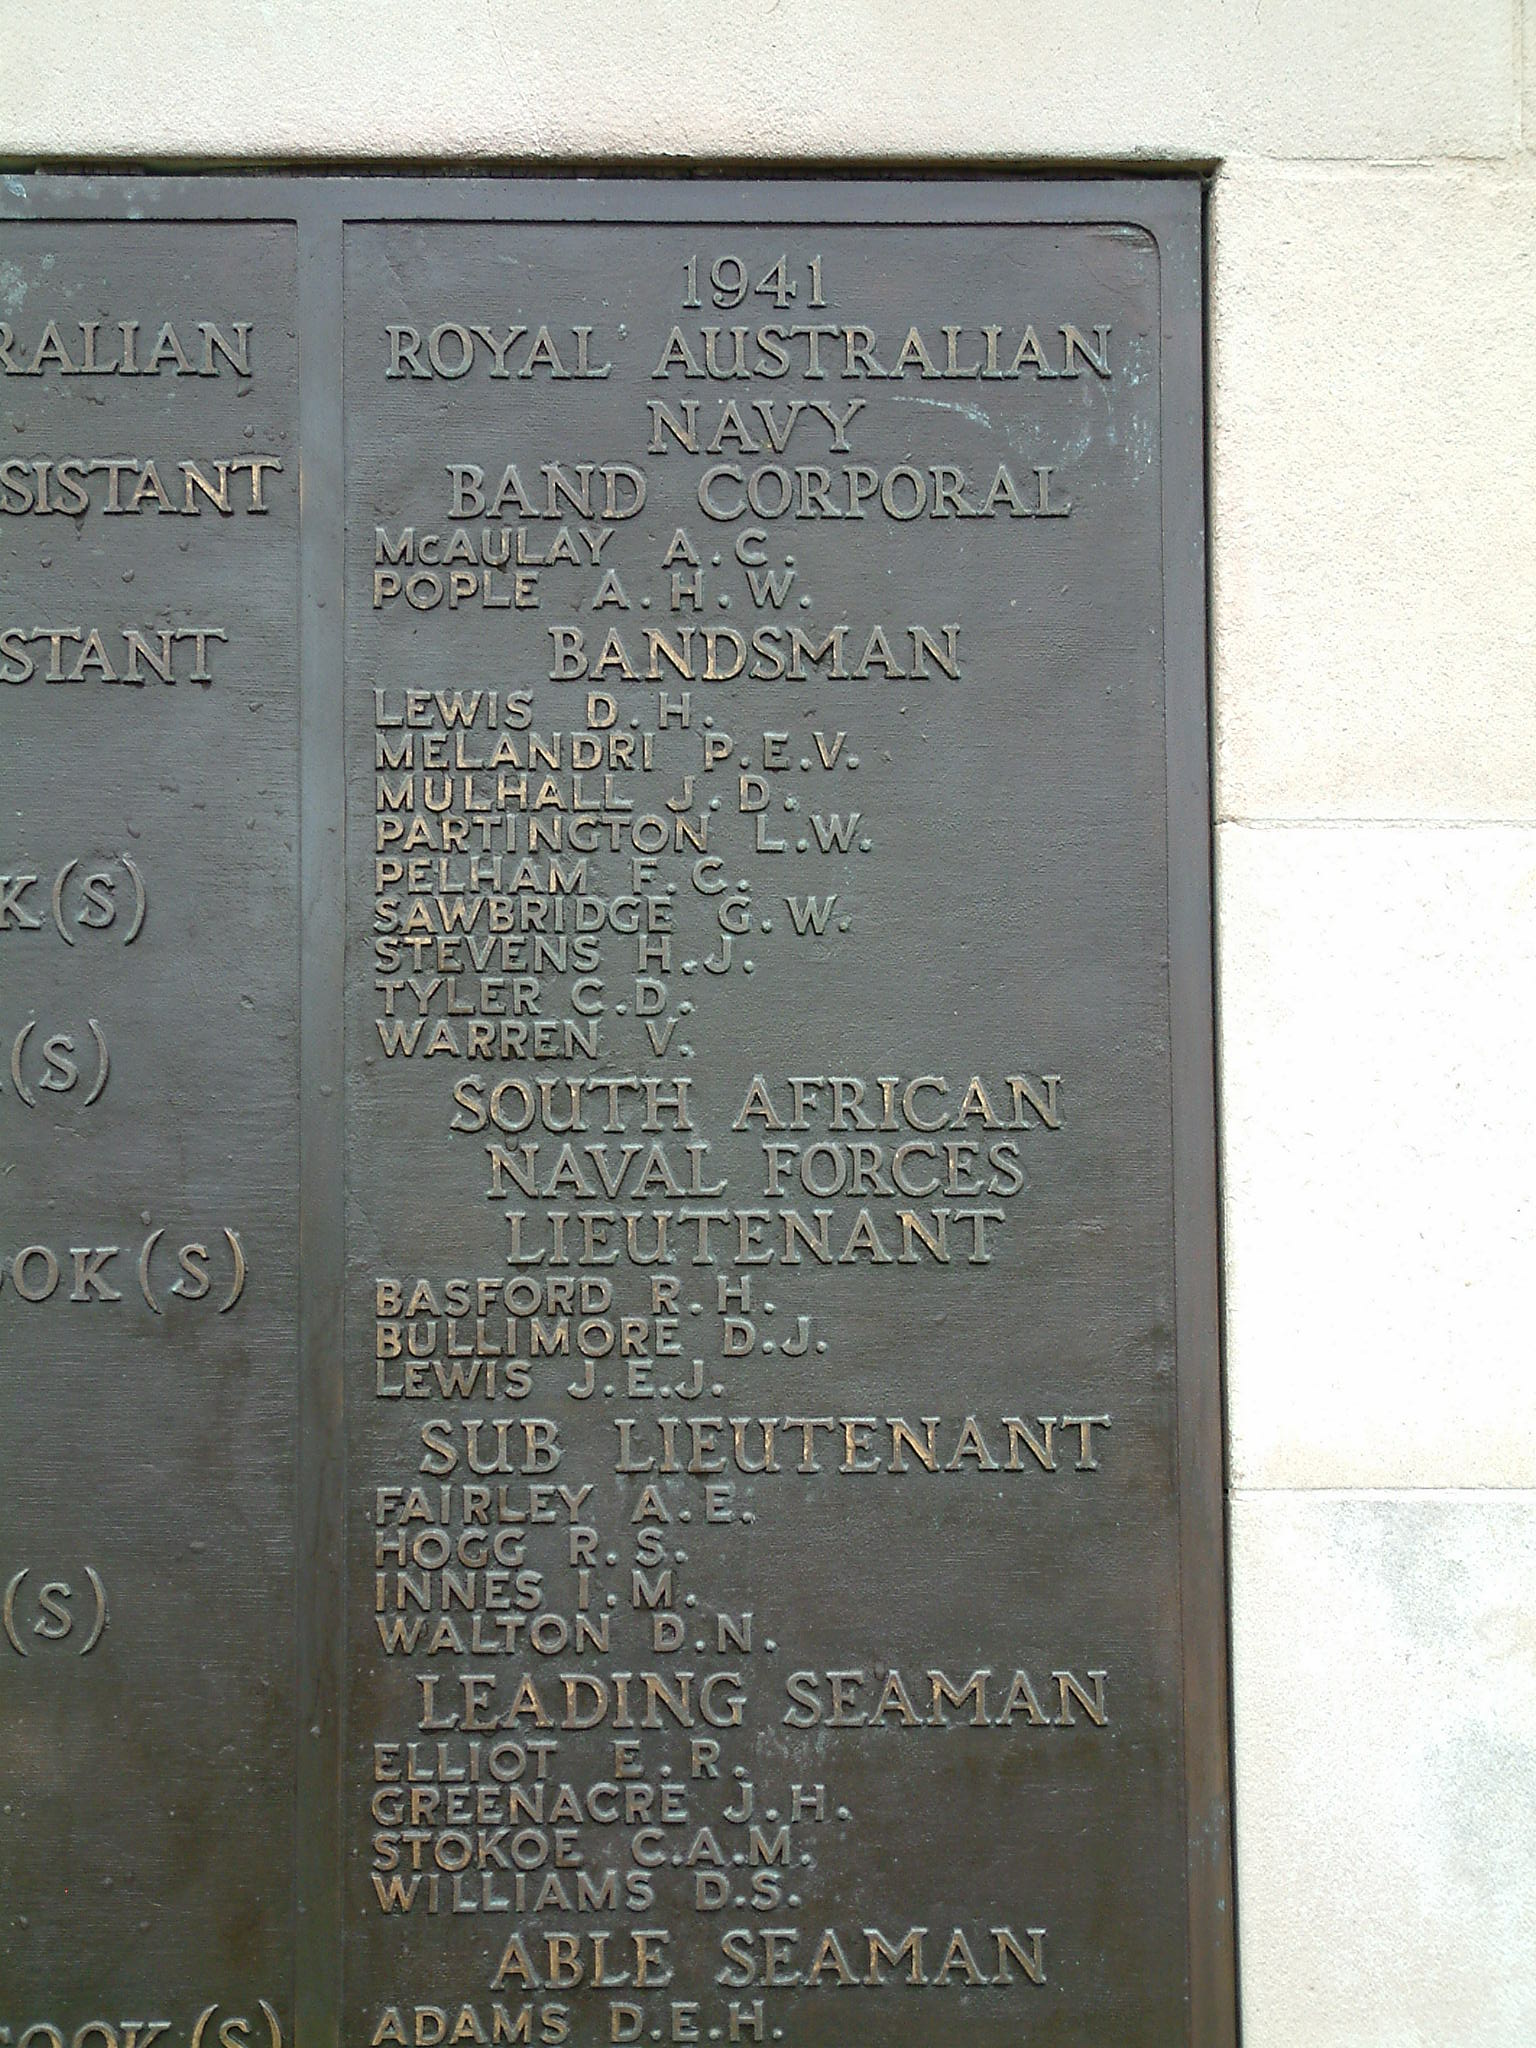 RALIAN
SISTANT
STANT
K(S)
(S)
OOK(S)
(S)
COOK(S)
1941
ROYAL AUSTRALIAN
NAVY
BAND CORPORAL
McAULAY A.C.
POPLE A.H.W.
BANDSMAN
LEWIS D.H.
MELANDRI P.E.V.
MULHALL J.D.
PARTINGTON L.W.
PELHAM F.C.
SAWBRIDGE G.W.
STEVENS H.J.
TYLER C.D.
WARREN V.
SOUTH AFRICAN
NAVAL FORCES
LIEUTENANT
BASFORD R.H.
BULLIMORE D.J.
LEWIS J.E.J.
SUB LIEUTENANT
FAIRLEY A.E.
HOGG R.S.
INNES I.M.
WALTON D.N.
LEADING SEAMAN
ELLIOT E.R.
GREENACRE J.H.
STOKOE C.A.M.
WILLIAMS D.S.
ABLE SEAMAN
ADAMS D.E.H.